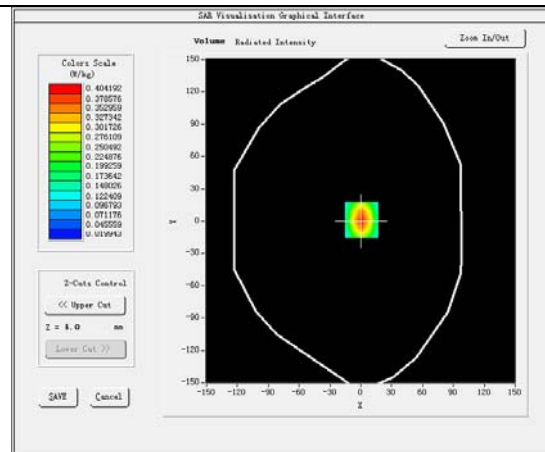 SAR Visualisation Graphical Interface
Volume Radiated Intensity
Zoom In/Out
Colors Scale
(W/kg)
0.404192
0.378576
0.352959
0.327342
0.301726
0.276109
0.250492
0.224876
0.199259
0.173642
0.148026
0.122409
0.096793
0.071176
0.045559
0.019943
150
120
90
60
30
0
-30
-60
-90
-120
-150
Y
-150 -120 -90 -60 -30 0 30 60 90 120 150
X
Z-Cuts Control
<< Upper Cut
Z = 4.0 mm
Lower Cut >>
SAVE Cancel